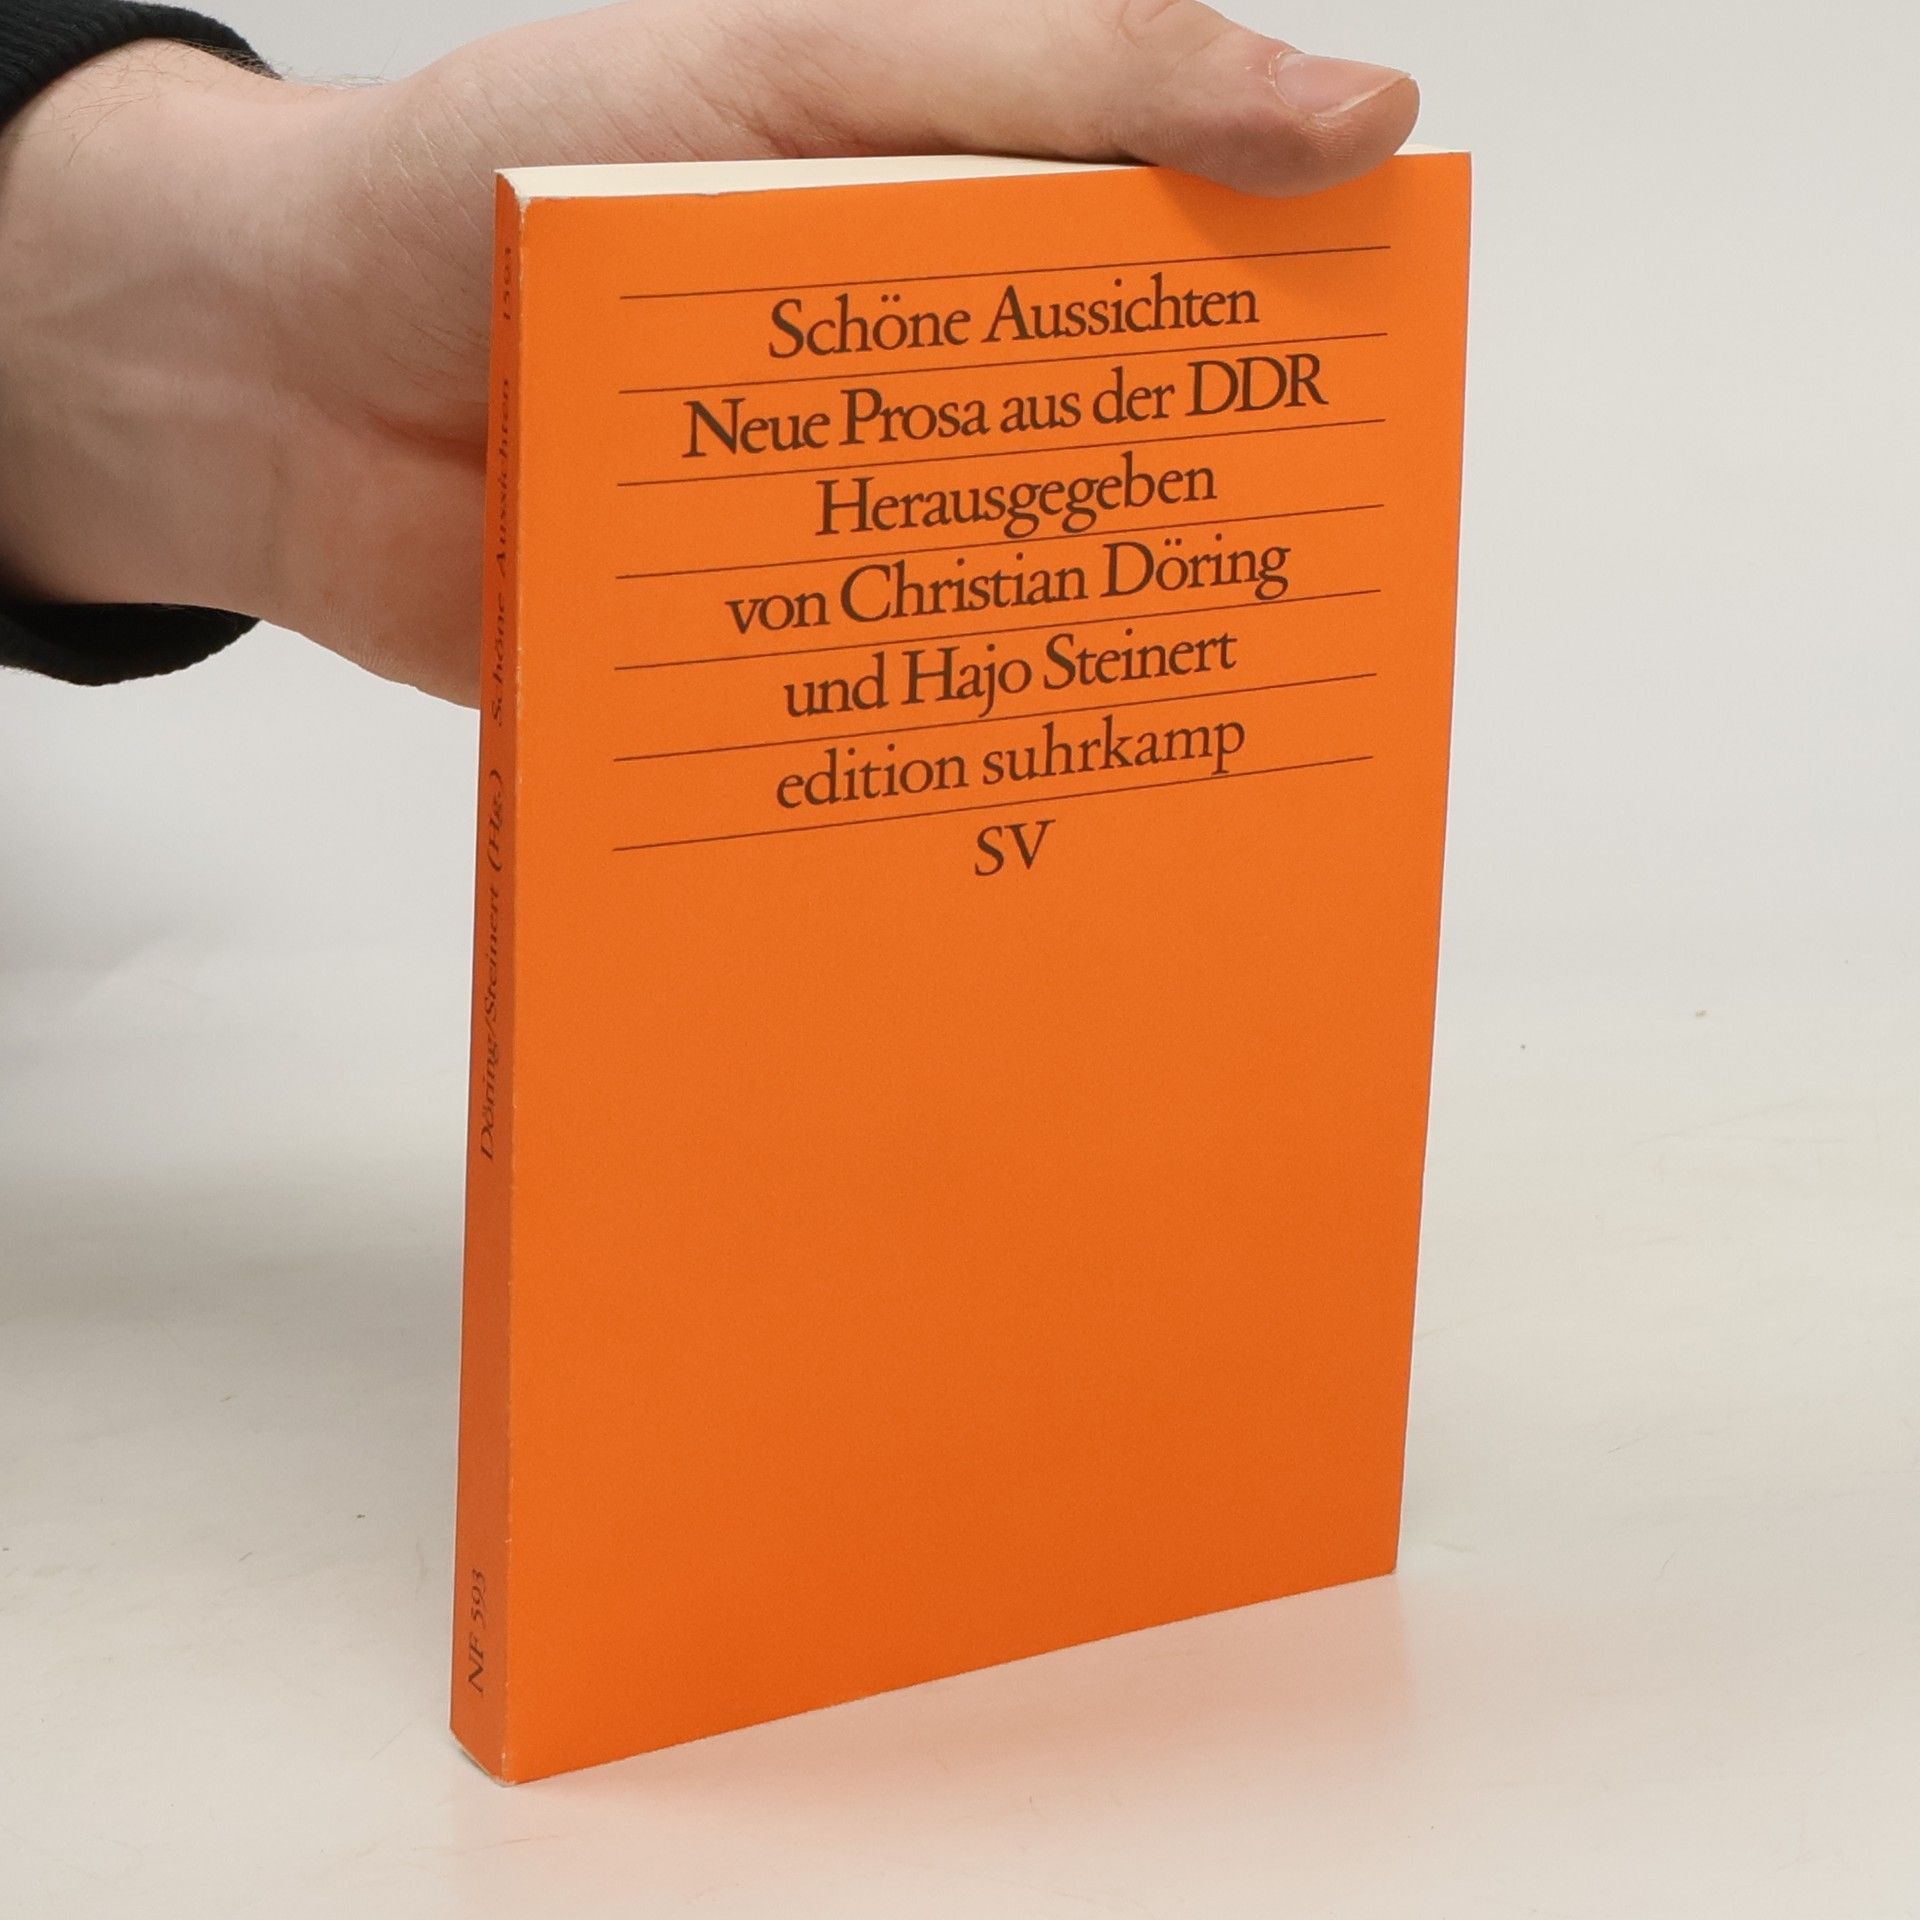 Schöne Aussichten
Neue Prosa aus der DDR
Herausgegeben
von Christian Döring
und Hajo Steinert
edition suhrkamp
SV
Döring/Steinert (Hg.) Schöne Aussichten 1593
NF 593